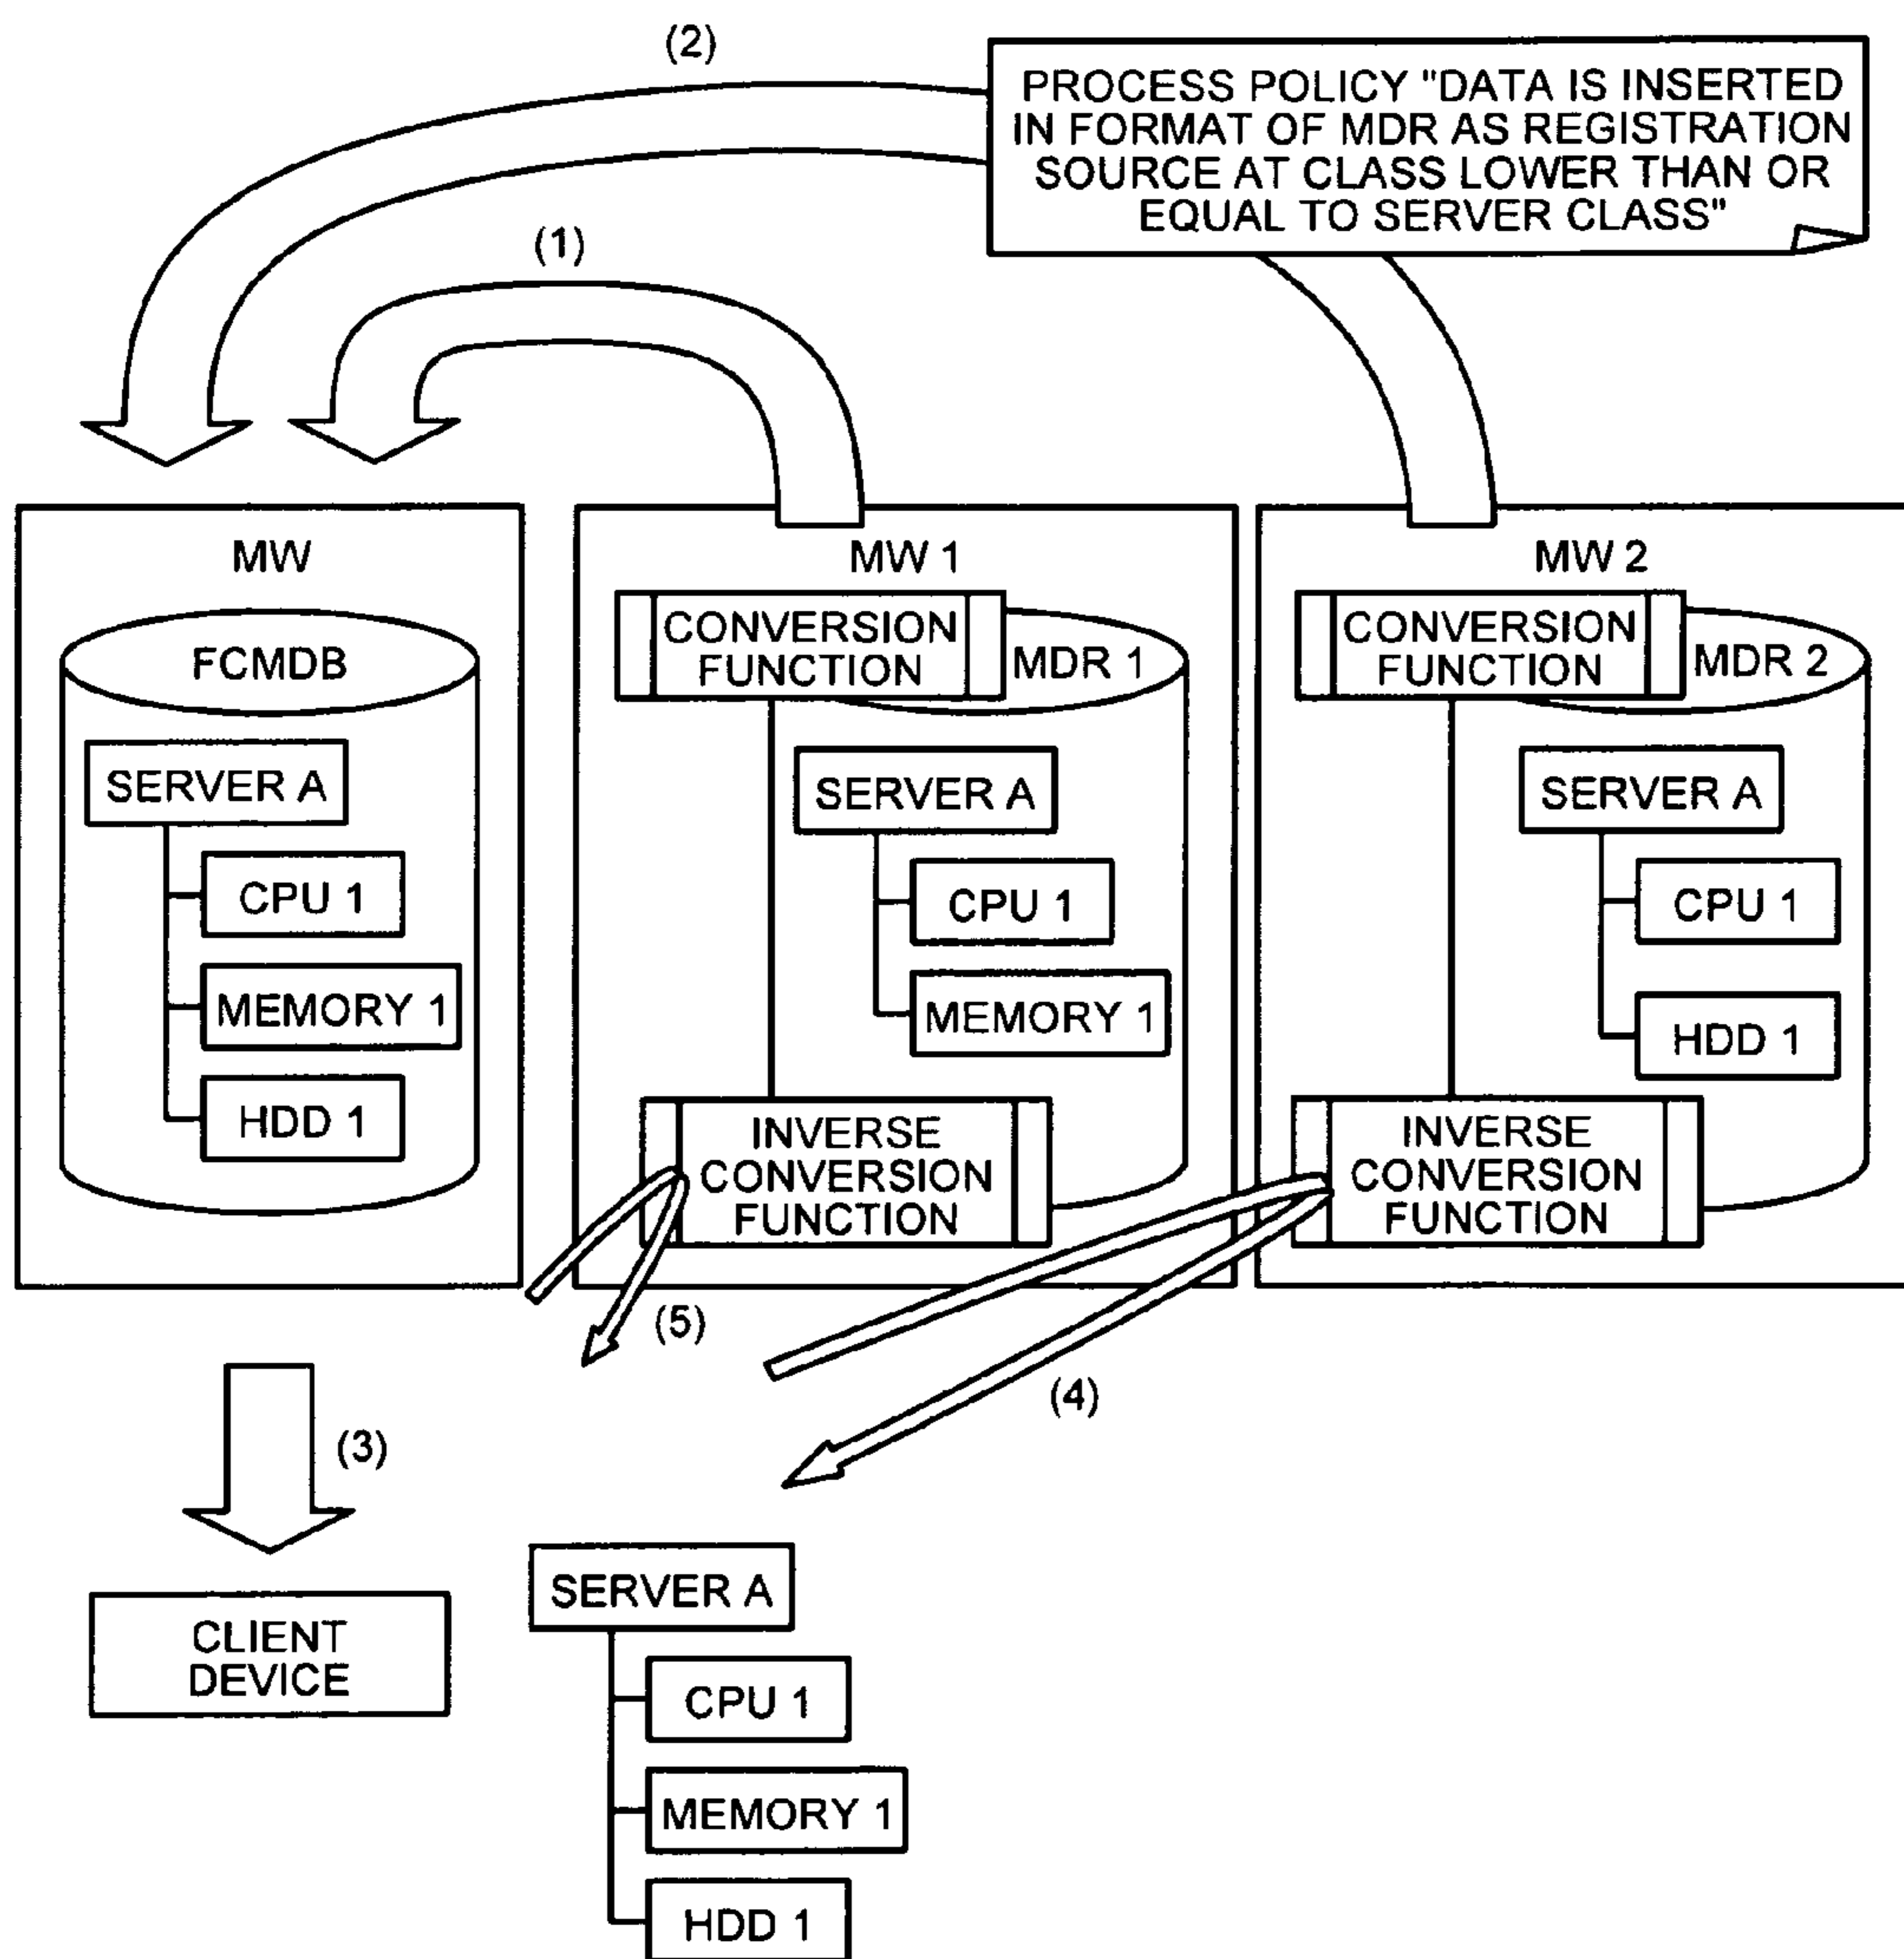 (2)
PROCESS POLICY "DATA IS INSERTED
IN FORMAT OF MDR AS REGISTRATION
SOURCE AT CLASS LOWER THAN OR
EQUAL TO SERVER CLASS"
(1)
MW
FCMDB
SERVER A
CPU 1
MEMORY 1
HDD 1
MW 1
CONVERSION
FUNCTION
MDR 1
SERVER A
CPU 1
MEMORY 1
INVERSE
CONVERSION
FUNCTION
MW 2
CONVERSION
FUNCTION
MDR 2
SERVER A
CPU 1
HDD 1
INVERSE
CONVERSION
FUNCTION
(5)
(4)
(3)
CLIENT
DEVICE
SERVER A
CPU 1
MEMORY 1
HDD 1